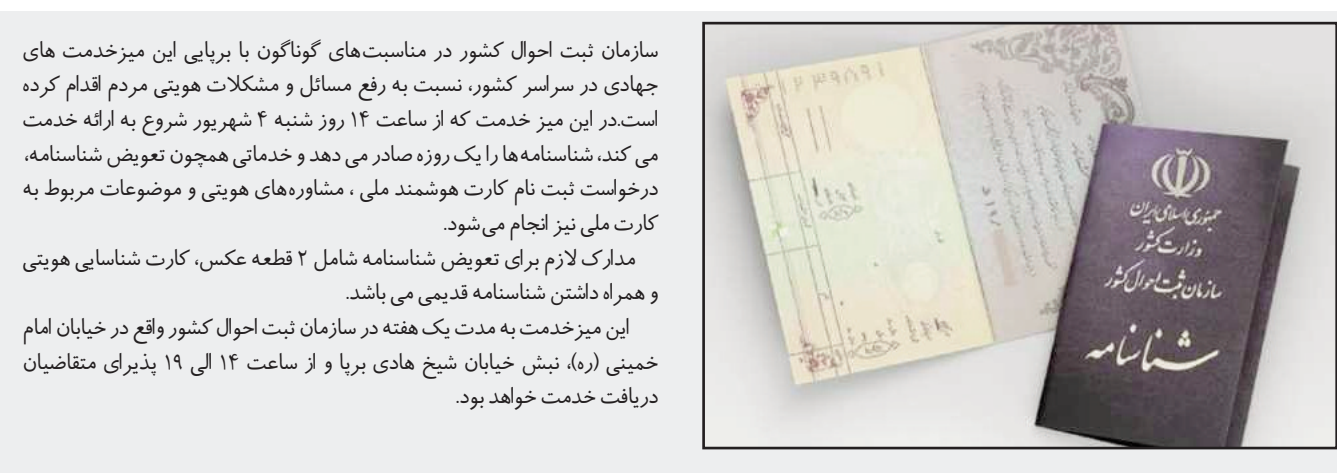 سازمان ثبت احوال کشور در مناسبت‌های گوناگون با برپایی این میزخدمت های
جهادی در سراسر کشور، نسبت به رفع مسائل و مشکلات هویتی مردم اقدام کرده
است.در این میز خدمت که از ساعت ۱۴ روز شنبه ۴ شهریور شروع به ارائه خدمت
می کند، شناسنامه‌ها را یک روزه صادر می دهد و خدماتی همچون تعویض شناسنامه،
درخواست ثبت نام کارت هوشمند ملی ، مشاوره‌های هویتی و موضوعات مربوط به
کارت ملی نیز انجام می‌شود.
مدارک لازم برای تعویض شناسنامه شامل ۲ قطعه عکس، کارت شناسایی هویتی
و همراه داشتن شناسنامه قدیمی می باشد.
این میزخدمت به مدت یک هفته در سازمان ثبت احوال کشور واقع در خیابان امام
خمینی (ره)، نبش خیابان شیخ هادی برپا و از ساعت ۱۴ الی ۱۹ پذیرای متقاضیان
دریافت خدمت خواهد بود.
جمهوری اسلامی ایران
وزارت کشور
سازمان ثبت احوال کشور
شناسنامه